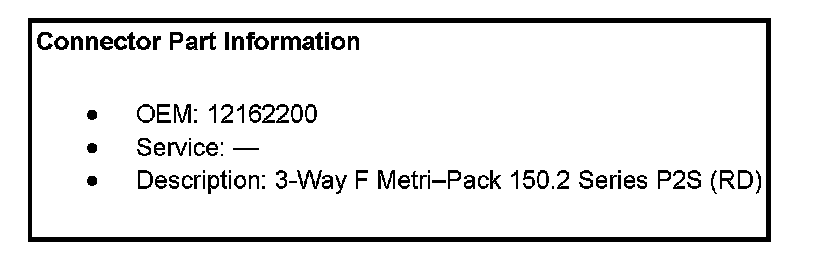 Connector Part Information
• OEM: 12162200
• Service: —
• Description: 3-Way F Metri–Pack 150.2 Series P2S (RD)